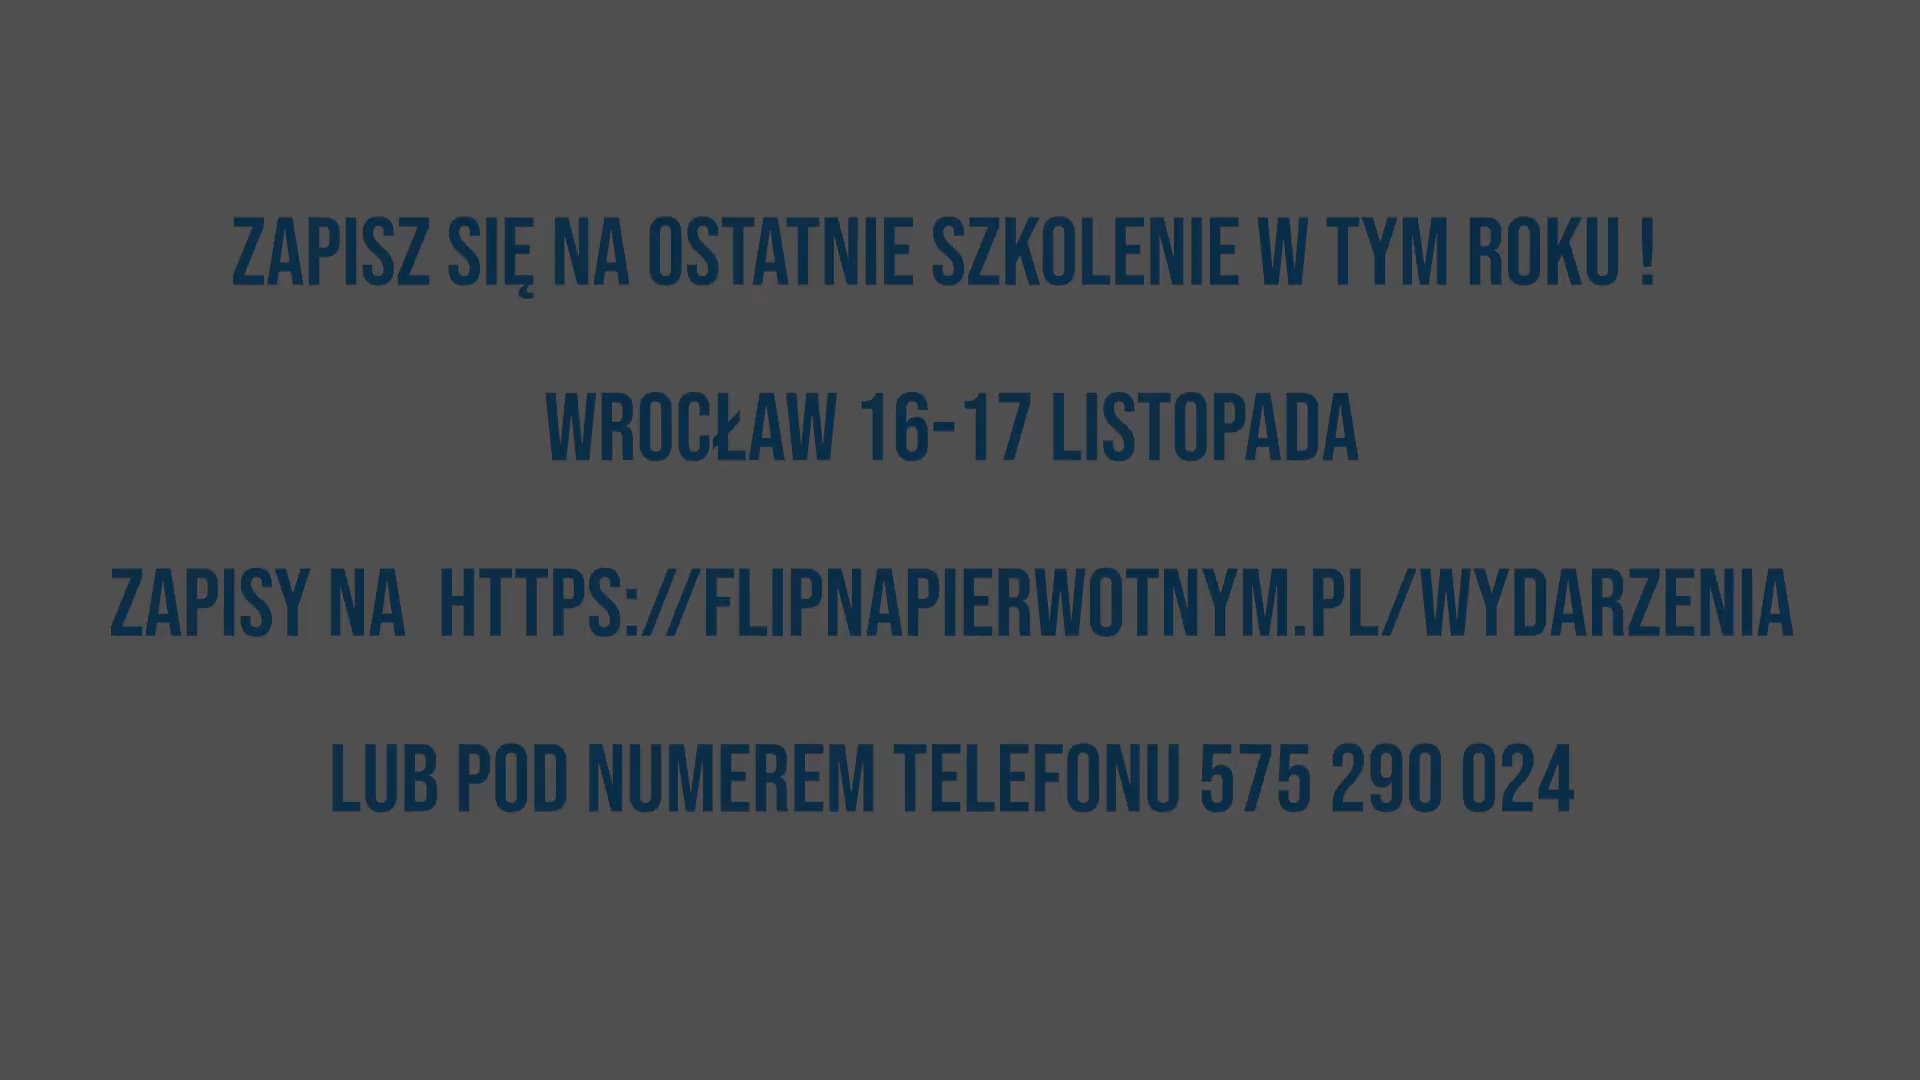 ZAPISZ SIĘ NA OSTATNIE SZKOLENIE W TYM ROKU !
WROCŁAW 16-17 LISTOPADA
ZAPISY NA HTTPS://FLIPNAPIERWOTNYM.PL/WYDARZENIA
LUB POD NUMEREM TELEFONU 575 290 024